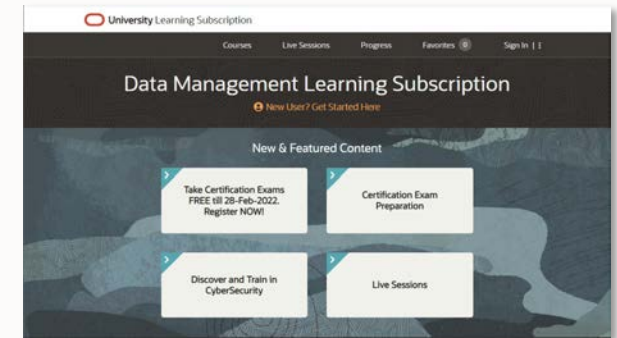 University Learning Subscription
Courses Live Sessions Progress Favorites 0 Sign In
Data Management Learning Subscription
New User? Get Started Here
New & Featured Content
Take Certification Exams
FREE till 28-Feb-2022.
Register NOW!
Certification Exam
Preparation
Discover and Train in
CyberSecurity
Live Sessions